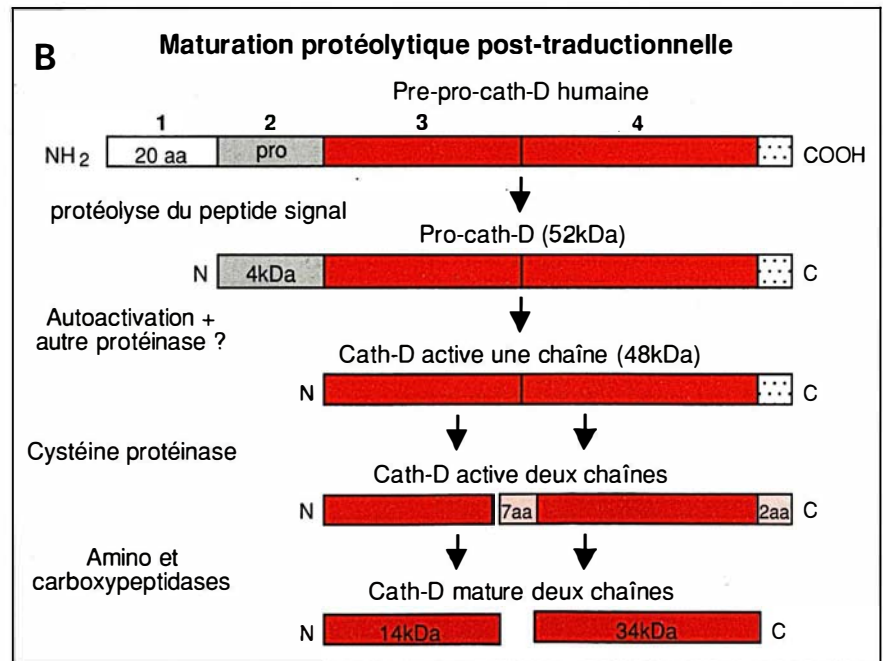 B
Maturation protéolytique post-traductionnelle
Pre-pro-cath-D humaine
1 2 3 4
NH2 20 aa pro COOH
protéolyse du peptide signal
Pro-cath-D (52kDa)
N 4kDa C
Autoactivation +
autre protéinase ?
Cath-D active une chaîne (48kDa)
N C
Cystéine protéinase
Cath-D active deux chaînes
N 7aa 2aa C
Amino et
carboxypeptidases
Cath-D mature deux chaînes
N 14kDa 34kDa C